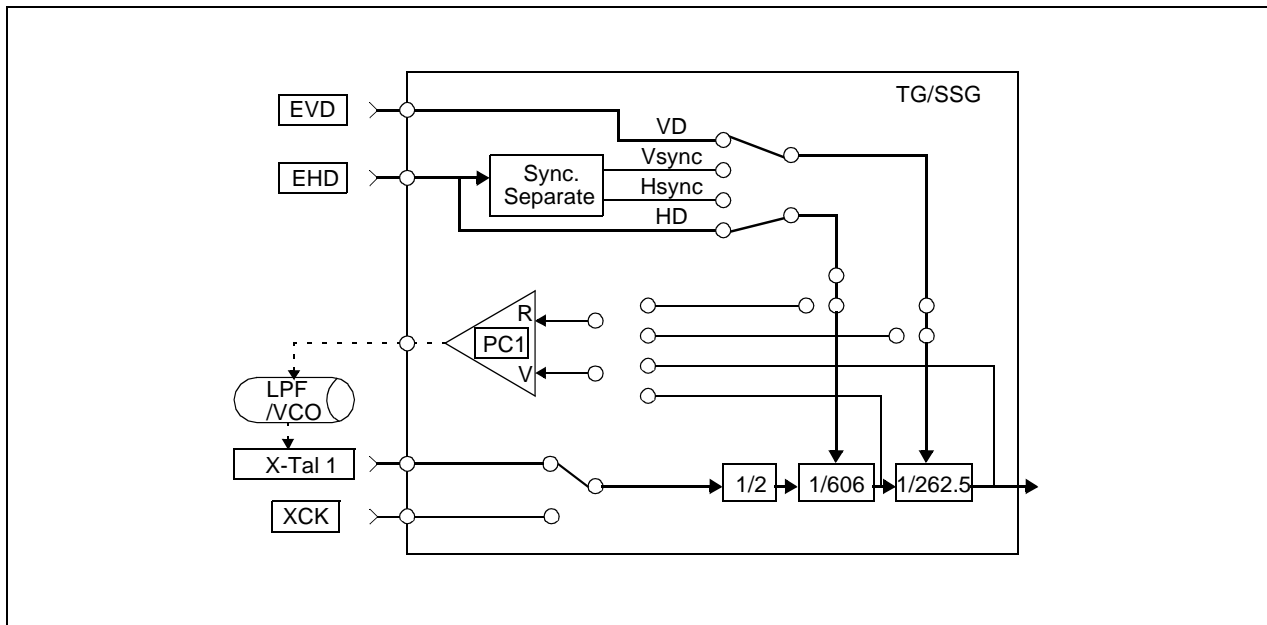 TG/SSG
EVD
VD
Vsync
EHD
Sync.
Separate
Hsync
HD
R
PC1
V
LPF
/VCO
X-Tal 1
1/2
1/606
1/262.5
XCK